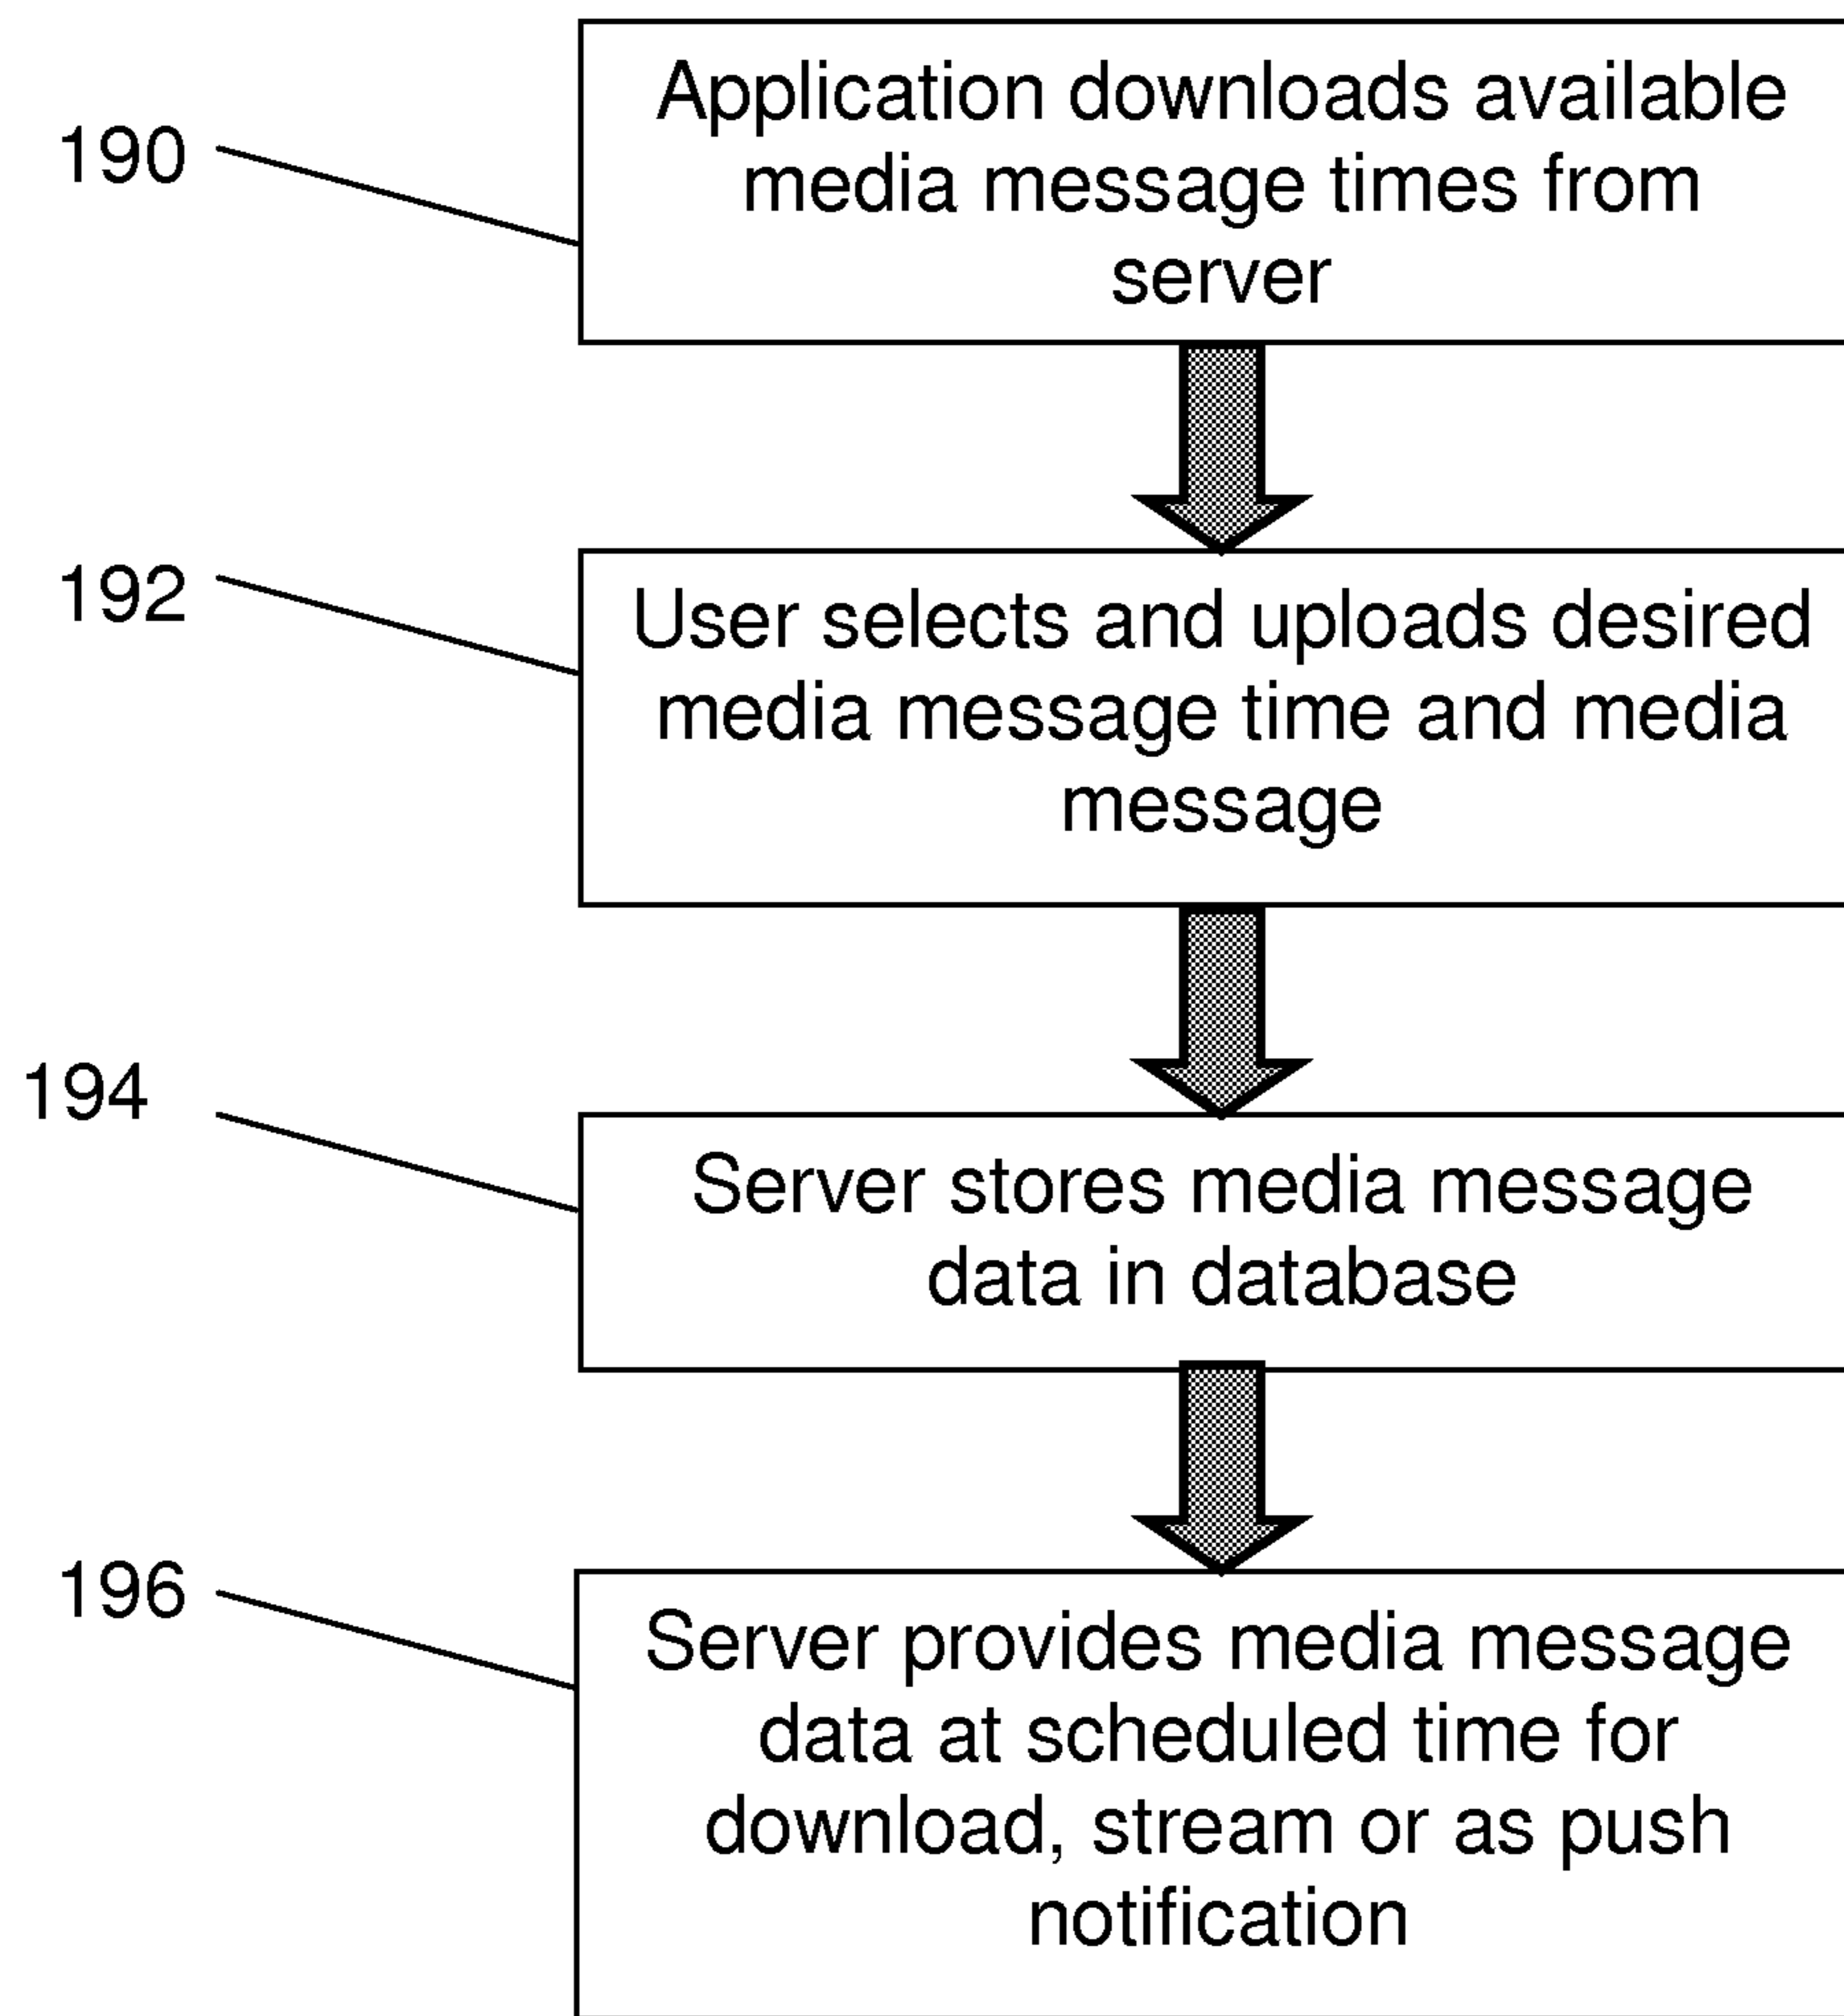 190
Application downloads available
media message times from
server
192
User selects and uploads desired
media message time and media
message
194
Server stores media message
data in database
196
Server provides media message
data at scheduled time for
download, stream or as push
notification